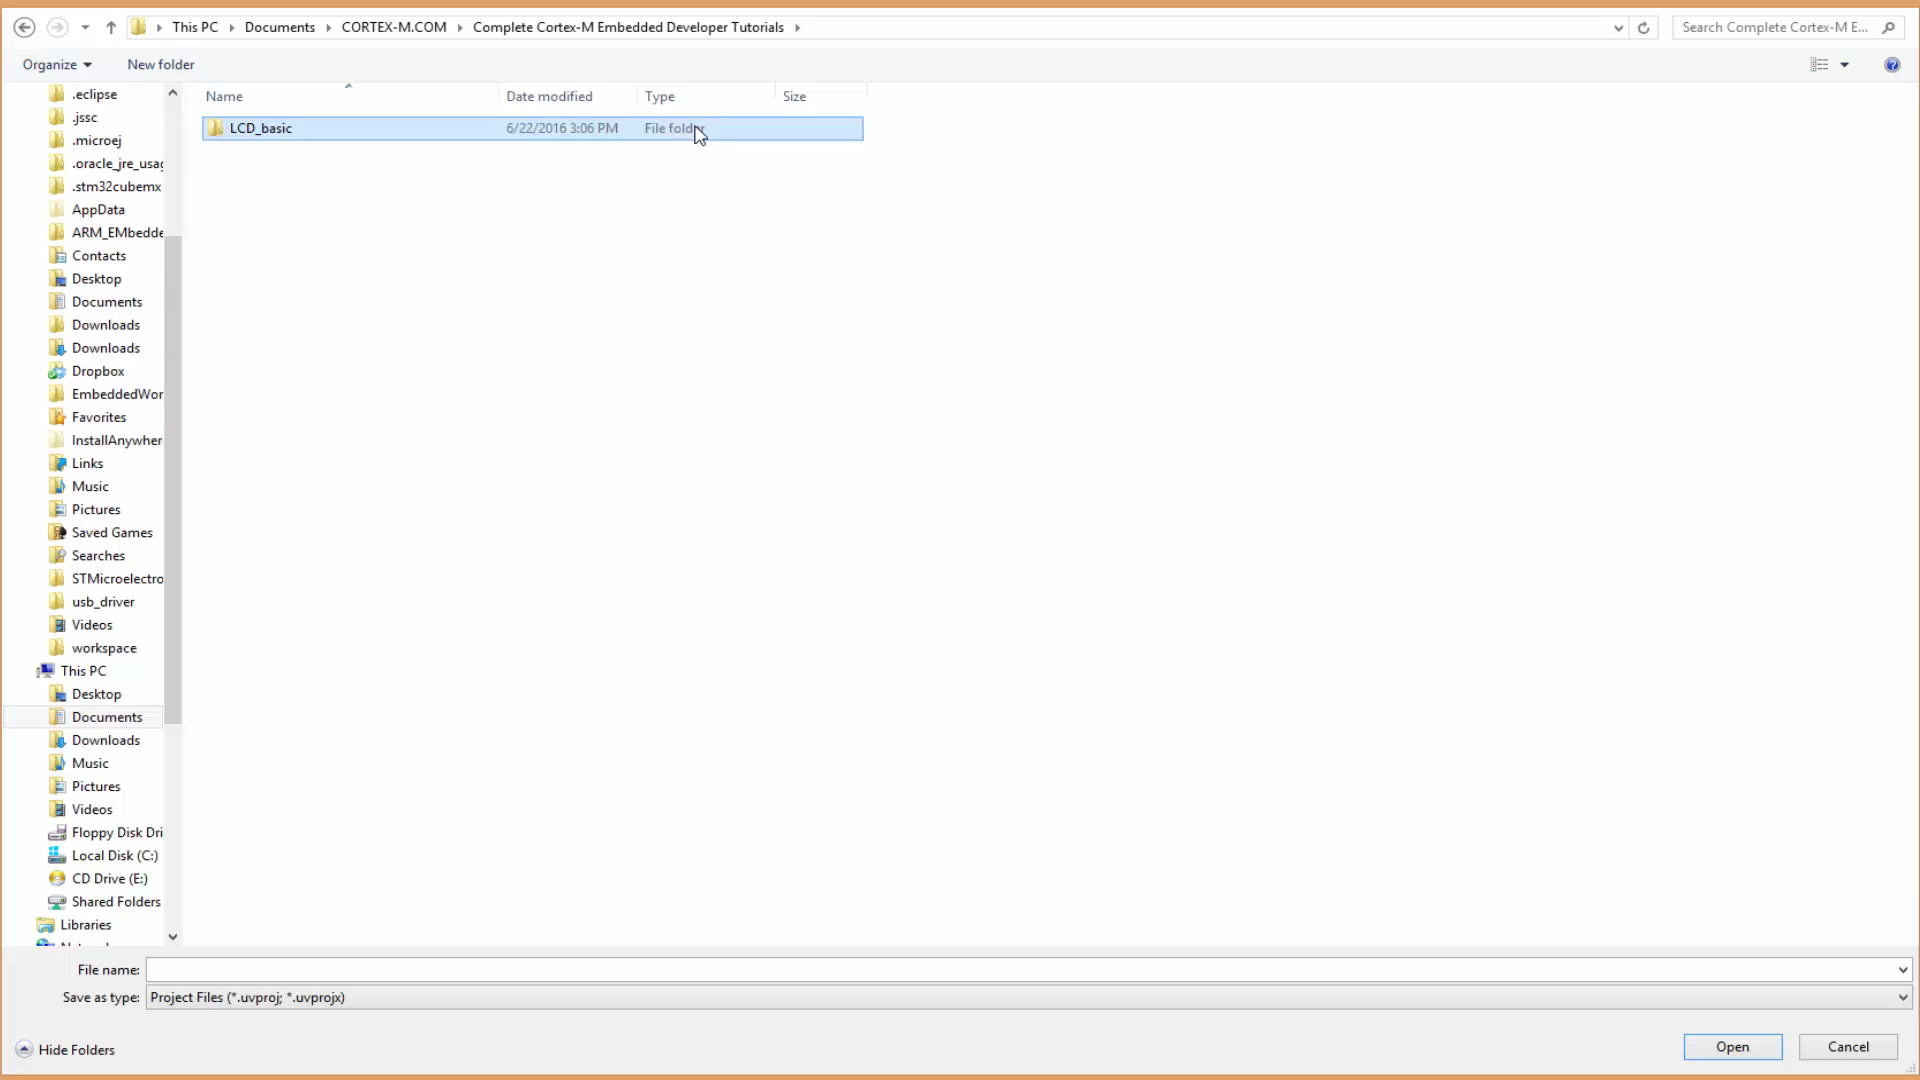 This PC Documents CORTEX-M.COM Complete Cortex-M Embedded Developer Tutorials
Search Complete Cortex-M E...
Organize New folder
Name Date modified Type Size
LCD_basic 6/22/2016 3:06 PM File folder
.eclipse
.jssc
.microej
.oracle_jre_usag
.stm32cubemx
AppData
ARM_EMbedde
Contacts
Desktop
Documents
Downloads
Downloads
Dropbox
EmbeddedWor
Favorites
InstallAnywher
Links
Music
Pictures
Saved Games
Searches
STMicroelectro
usb_driver
Videos
workspace
This PC
Desktop
Documents
Downloads
Music
Pictures
Videos
Floppy Disk Dri
Local Disk (C:)
CD Drive (E:)
Shared Folders
Libraries
File name:
Save as type: Project Files (*.uvproj; *.uvprojx)
Hide Folders
Open Cancel